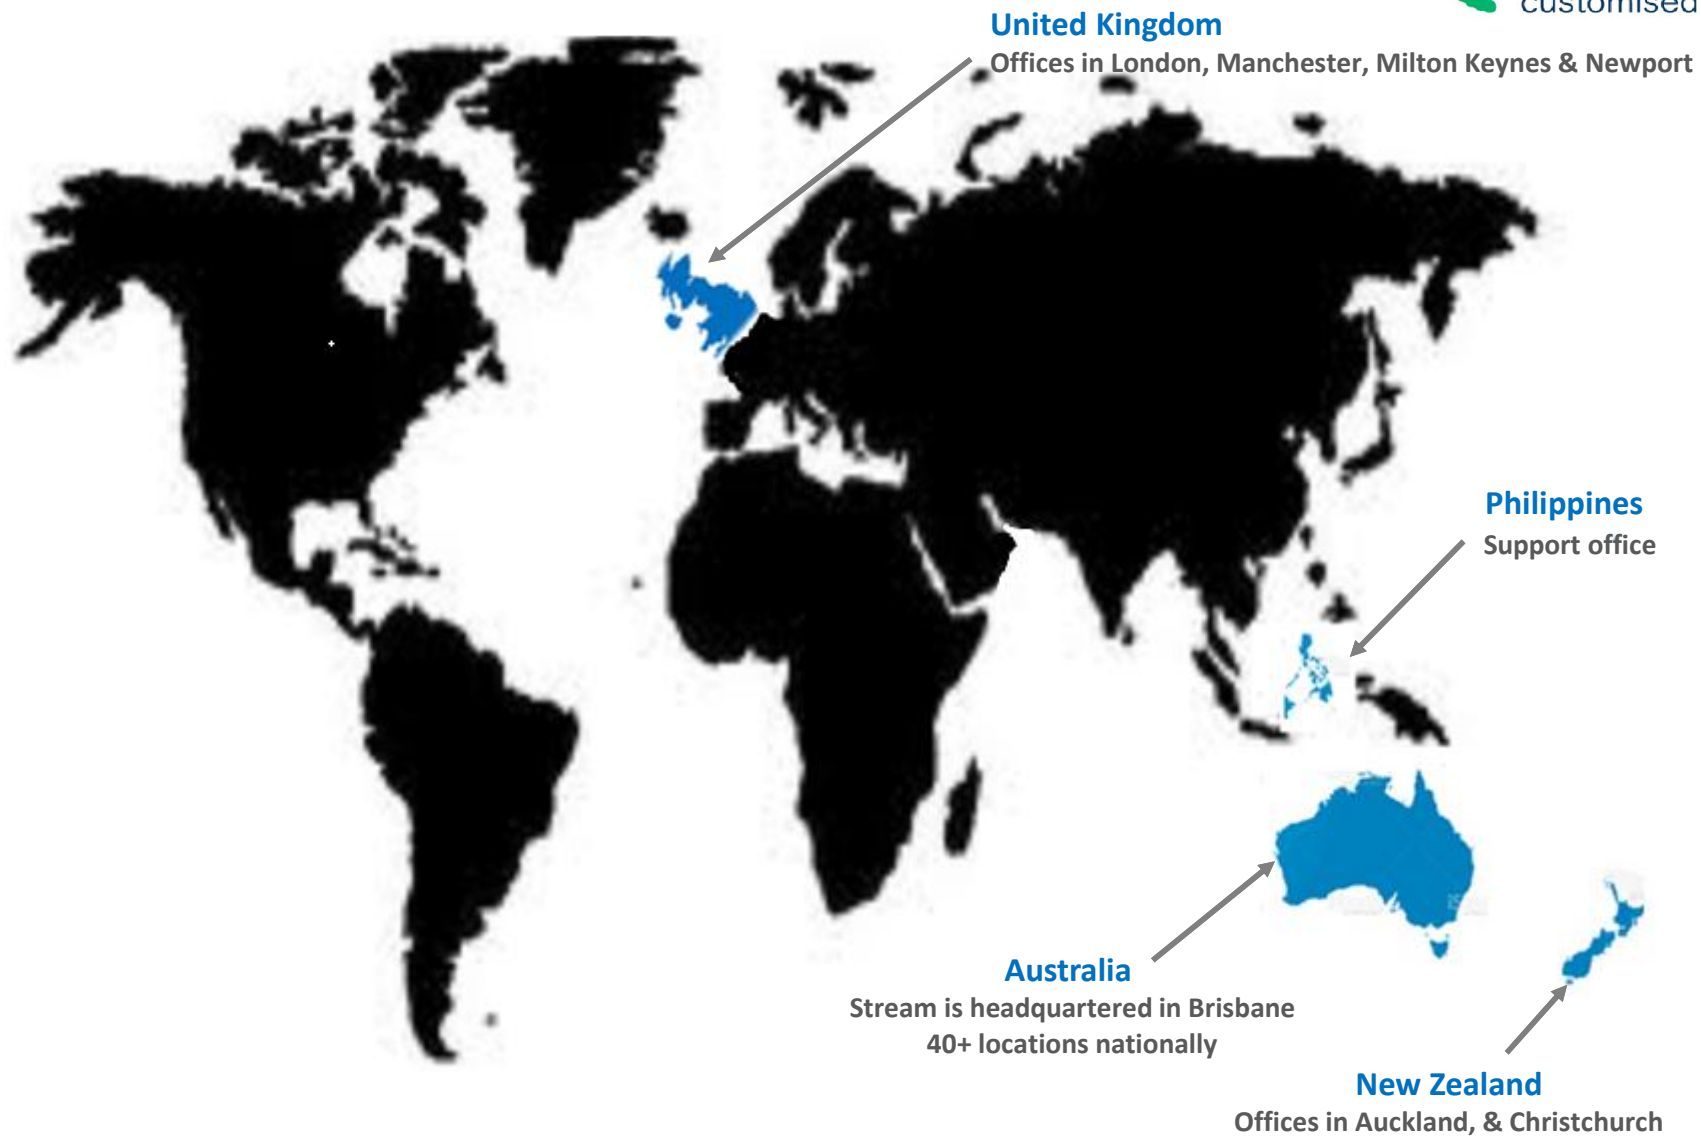 customised
United Kingdom
Offices in London, Manchester, Milton Keynes & Newport
Philippines
Support office
Australia
Stream is headquartered in Brisbane
40+ locations nationally
New Zealand
Offices in Auckland, & Christchurch